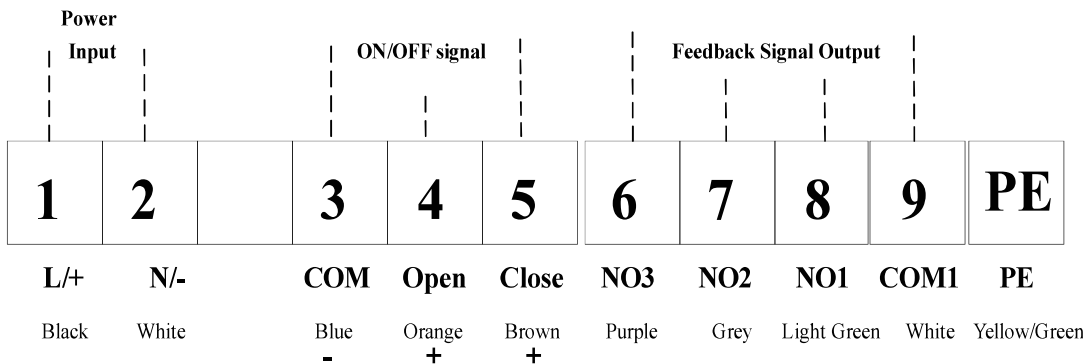 Power
Input
ON/OFF signal
Feedback Signal Output
1 2 3 4 5 6 7 8 9 PE
L/+ N/- COM Open Close NO3 NO2 NO1 COM1 PE
Black White Blue Orange Brown Purple Grey Light Green White Yellow/Green
- + +